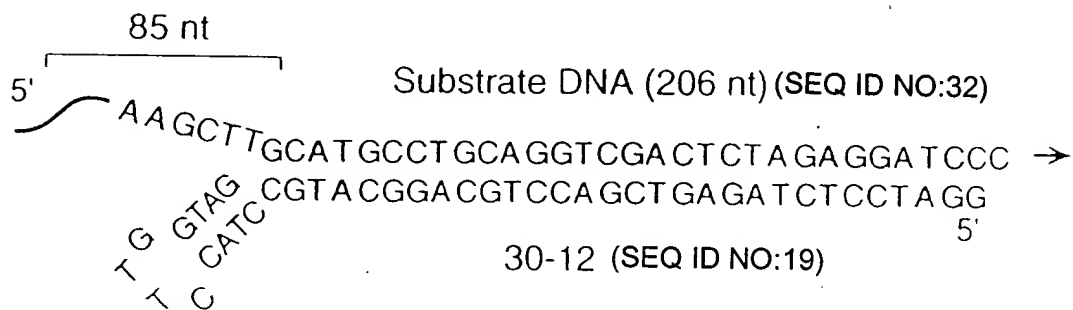 85 nt
5'
Substrate DNA (206 nt) (SEQ ID NO:32)
AAGCTTGCATGCCTGCAGGTCGACTCTAGAGGATCCC →
CGTACGGACGTCCAGCTGAGATCTCCTAGG
5'
GTAG
CATC
G
T
T
C
30-12 (SEQ ID NO:19)